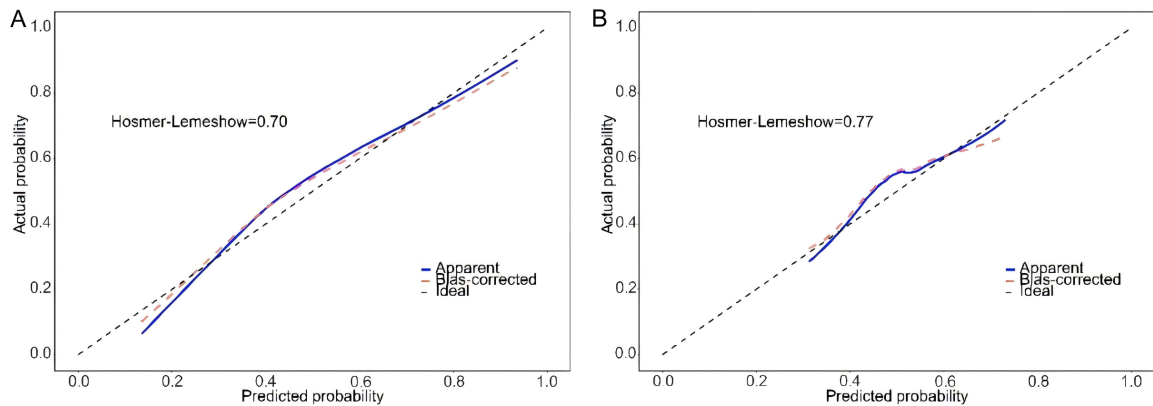 A
1.0
0.8
0.6
0.4
0.2
0.0
Actual probability
Hosmer-Lemeshow=0.70
Apparent
Bias-corrected
Ideal
0.0 0.2 0.4 0.6 0.8 1.0
Predicted probability
B
1.0
0.8
0.6
0.4
0.2
0.0
Actual probability
Hosmer-Lemeshow=0.77
Apparent
Bias-corrected
Ideal
0.0 0.2 0.4 0.6 0.8 1.0
Predicted probability